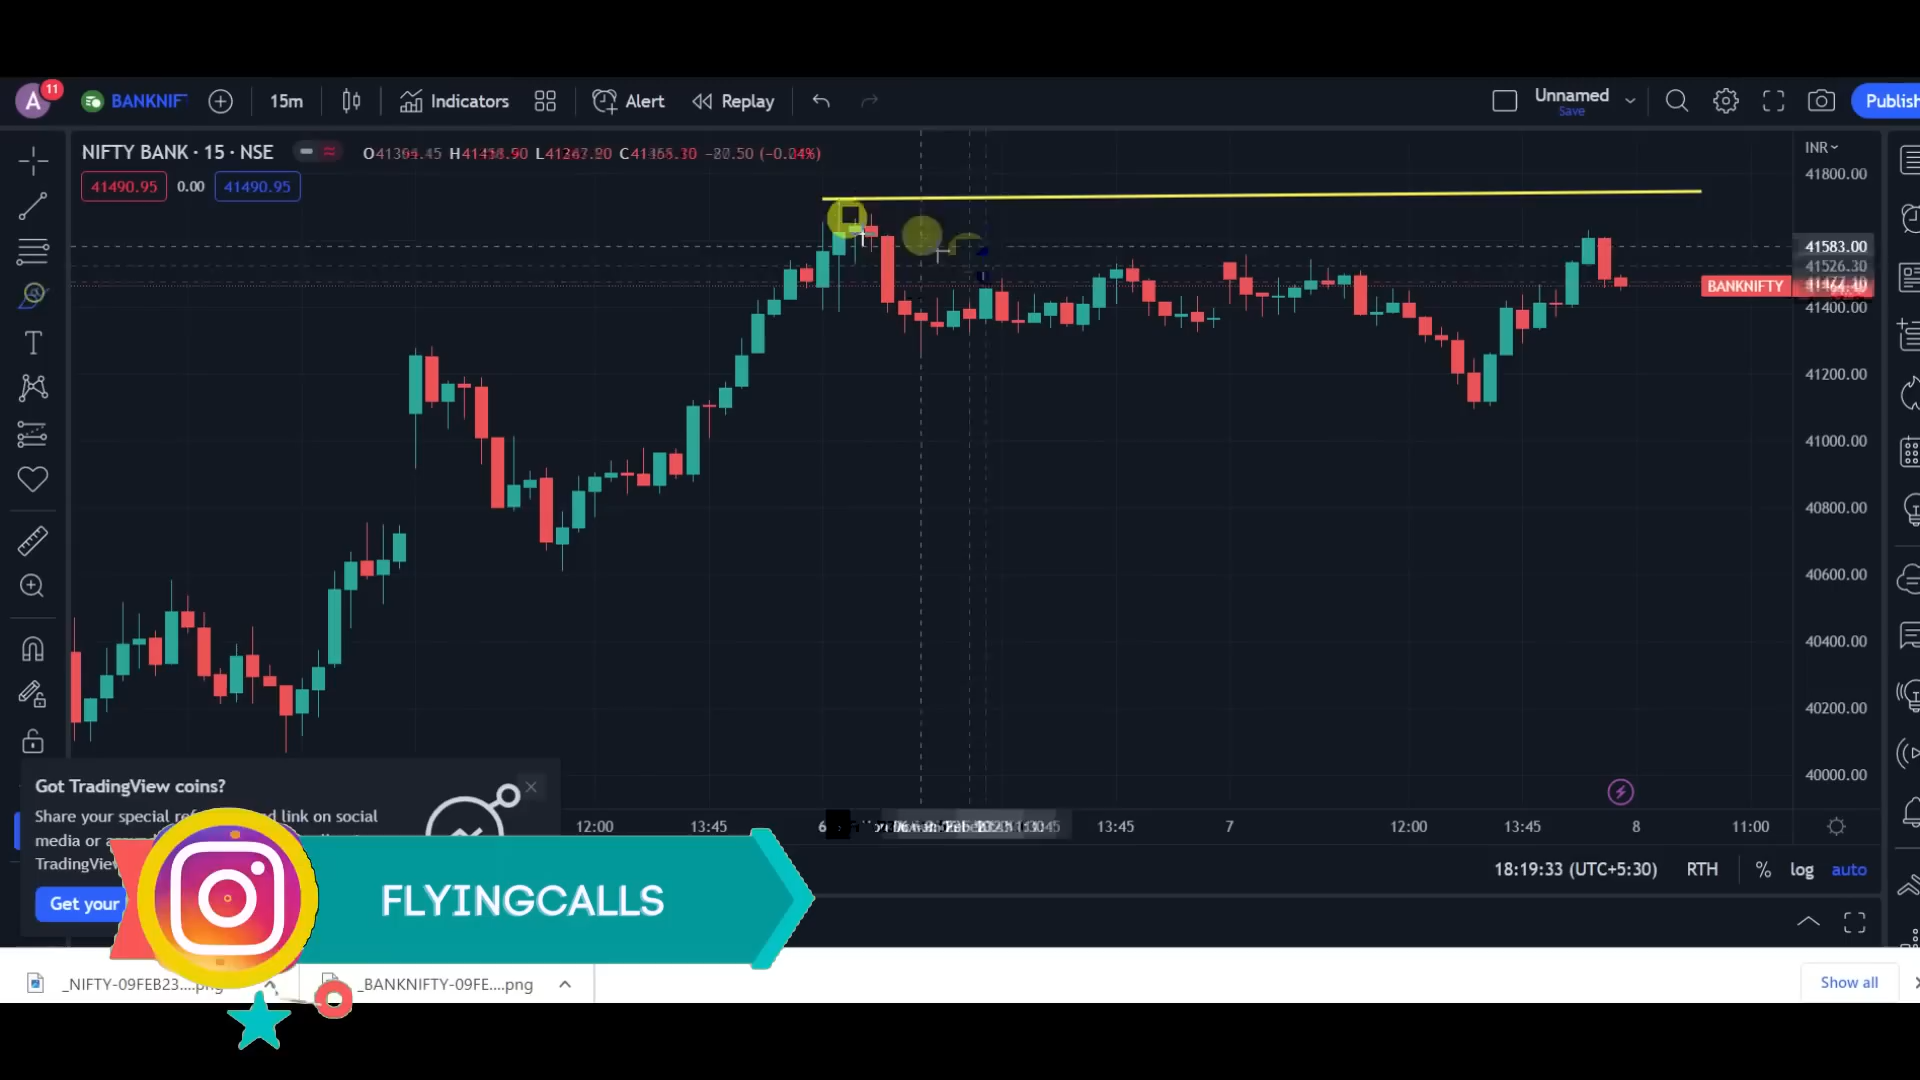 A 11 BANKNIF 15m Indicators Alert Replay Unnamed Save Publish
NIFTY BANK · 15 · NSE
41490.95 0.00 41490.95
INR
41800.00
41583.00
41526.30
BANKNIFTY
41400.00
41200.00
41000.00
40800.00
40600.00
40400.00
40200.00
40000.00
12:00 13:45 6 13:45 7 12:00 13:45 8 11:00
18:19:33 (UTC+5:30) RTH % log auto
Got TradingView coins?
Share your special link on social
media or
Get your
FLYINGCALLS
_NIFTY-09FEB23....png
_BANKNIFTY-09FE....png
Show all